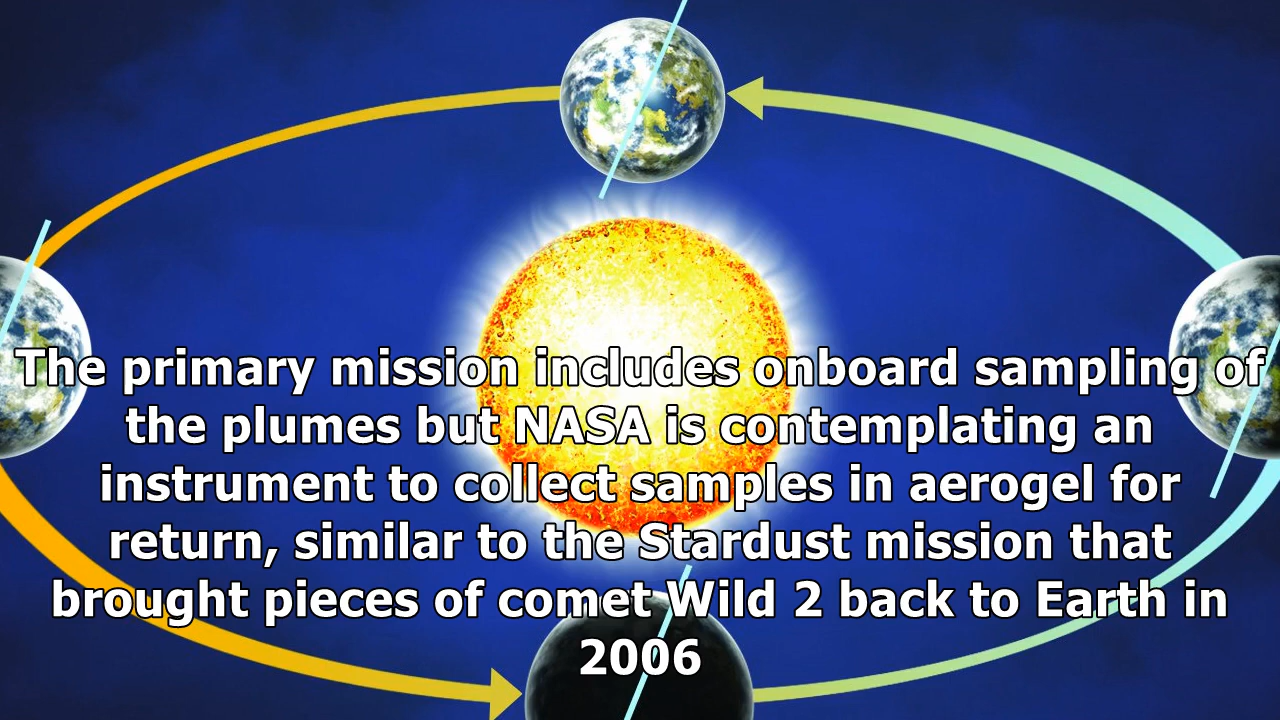 The primary mission includes onboard sampling of
the plumes but NASA is contemplating an
instrument to collect samples in aerogel for
return, similar to the Stardust mission that
brought pieces of comet Wild 2 back to Earth in
2006